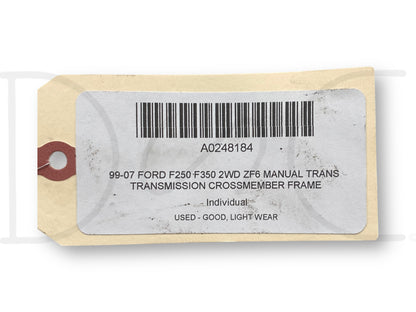 A0248184
99-07 FORD F250 F350 2WD ZF6 MANUAL TRANS
TRANSMISSION CROSSMEMBER FRAME
Individual
USED - GOOD, LIGHT WEAR